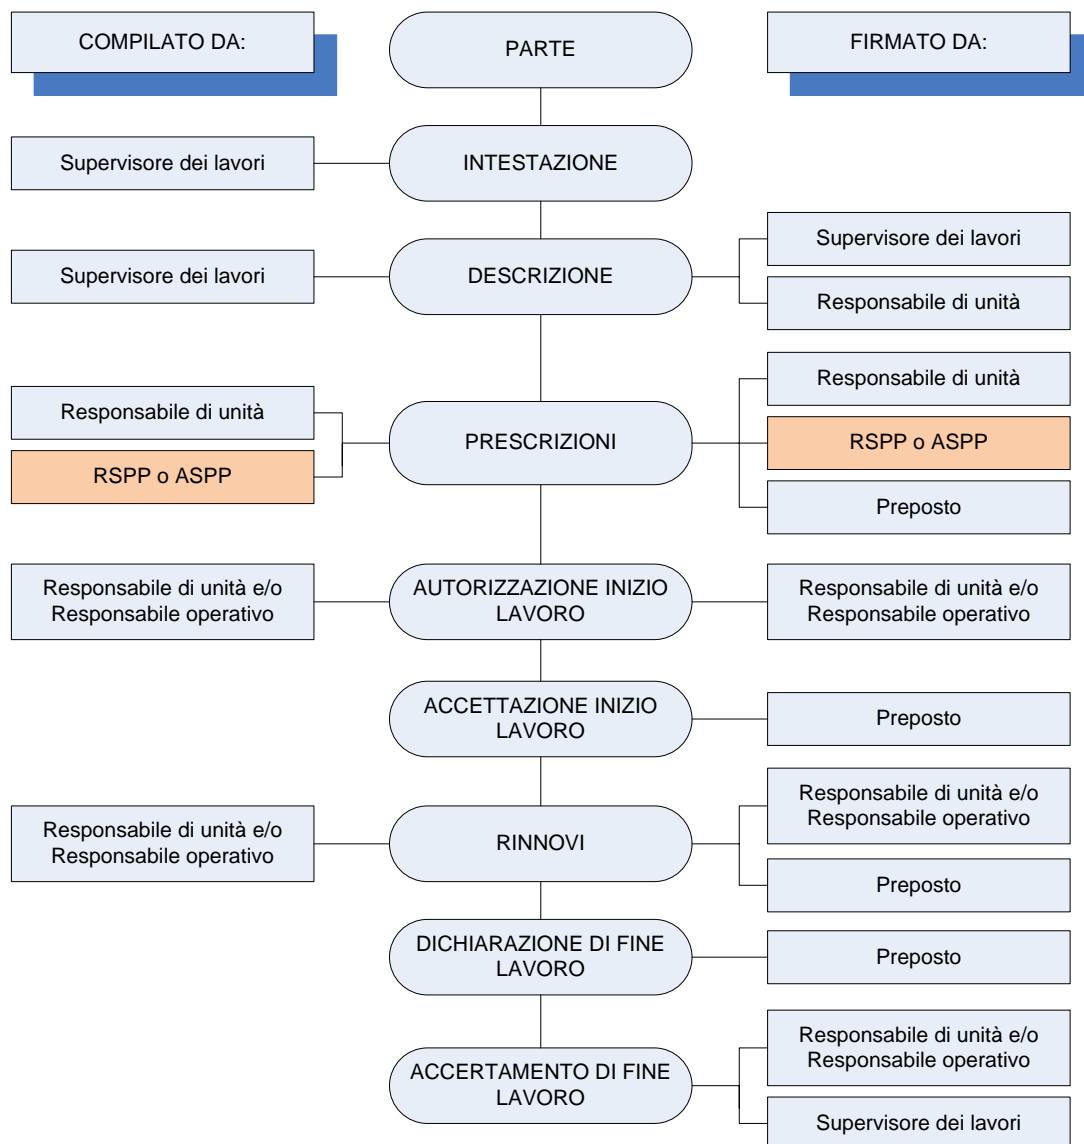 COMPILATO DA:
PARTE
FIRMATO DA:
Supervisore dei lavori
INTESTAZIONE
Supervisore dei lavori
DESCRIZIONE
Supervisore dei lavori
Responsabile di unità
Responsabile di unità
RSPP o ASPP
PRESCRIZIONI
Responsabile di unità
RSPP o ASPP
Preposto
Responsabile di unità e/o
Responsabile operativo
AUTORIZZAZIONE INIZIO
LAVORO
Responsabile di unità e/o
Responsabile operativo
ACCETTAZIONE INIZIO
LAVORO
Preposto
Responsabile di unità e/o
Responsabile operativo
RINNOVI
Responsabile di unità e/o
Responsabile operativo
Preposto
DICHIARAZIONE DI FINE
LAVORO
Preposto
ACCERTAMENTO DI FINE
LAVORO
Responsabile di unità e/o
Responsabile operativo
Supervisore dei lavori